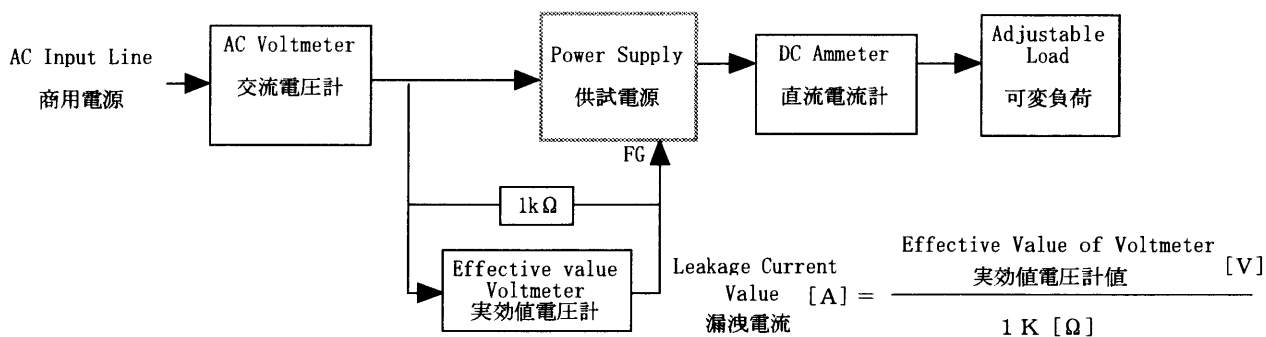 AC Input Line
商用電源
AC Voltmeter
交流電圧計
Power Supply
供試電源
DC Ammeter
直流電流計
Adjustable
Load
可変負荷
FG
1kΩ
Effective value
Voltmeter
実効値電圧計
Leakage Current
Value [A] =
漏洩電流
Effective Value of Voltmeter [V]
実効値電圧計値
1 K [Ω]